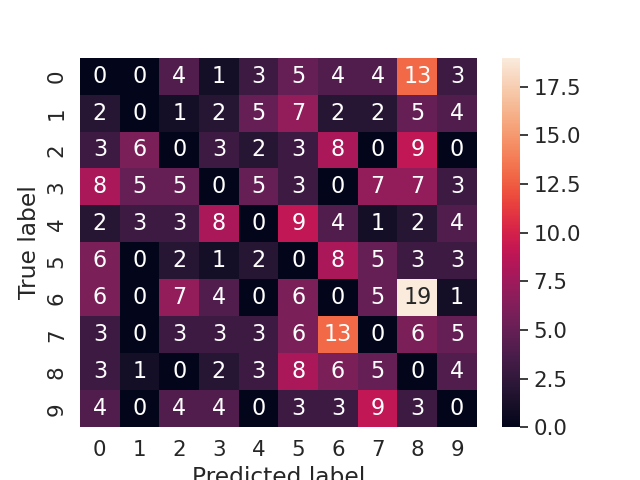 0 0 0 4 1 3 5 4 4 13 3
1 2 0 1 2 5 7 2 2 5 4
2 3 6 0 3 2 3 8 0 9 0
3 8 5 5 0 5 3 0 7 7 3
4 2 3 3 8 0 9 4 1 2 4
5 6 0 2 1 2 0 8 5 3 3
6 6 0 7 4 0 6 0 5 19 1
7 3 0 3 3 3 6 13 0 6 5
8 3 1 0 2 3 8 6 5 0 4
9 4 0 4 4 0 3 3 9 3 0
0 1 2 3 4 5 6 7 8 9
True label
Predicted label
17.5
15.0
12.5
10.0
7.5
5.0
2.5
0.0